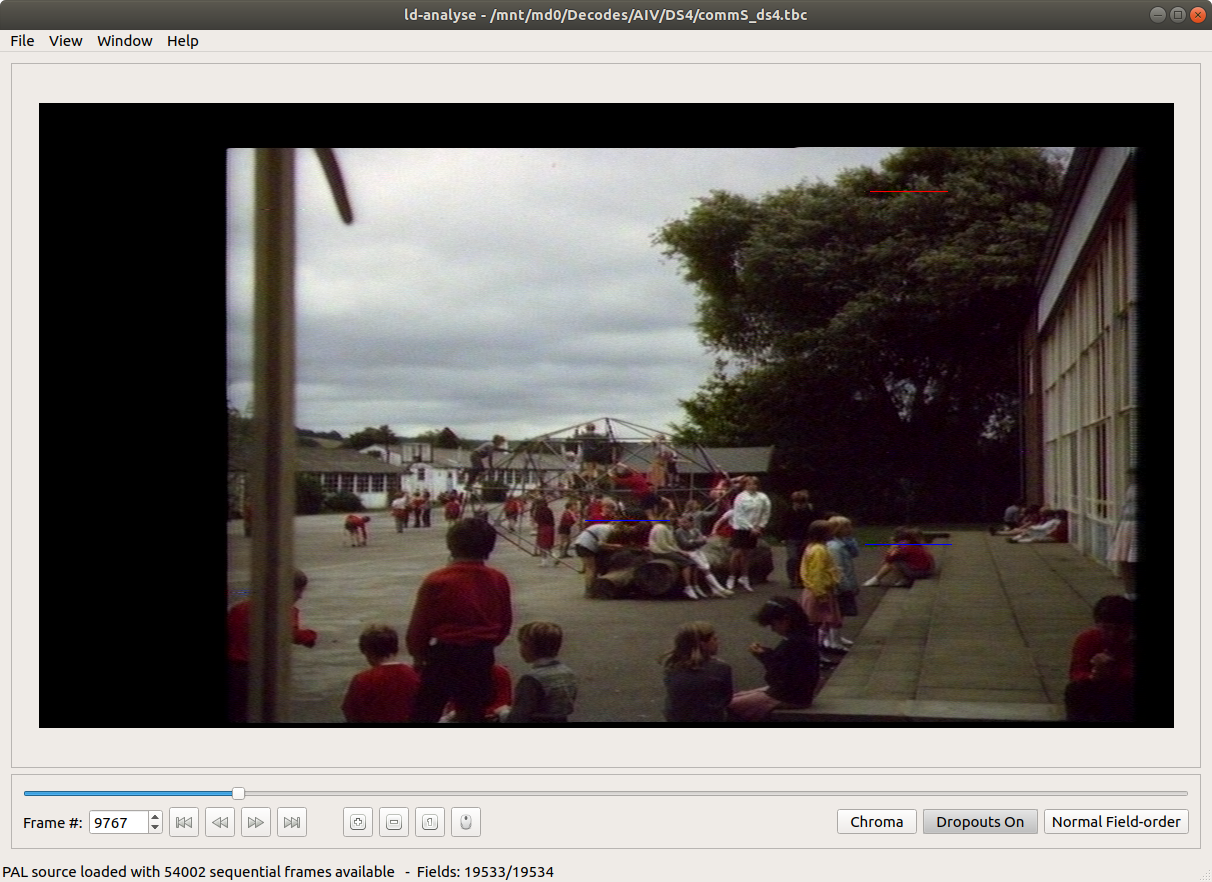 ld-analyse - /mnt/md0/Decodes/AIV/DS4/commS_ds4.tbc
File View Window Help
Frame #: 9767
Chroma Dropouts On Normal Field-order
PAL source loaded with 54002 sequential frames available - Fields: 19533/19534